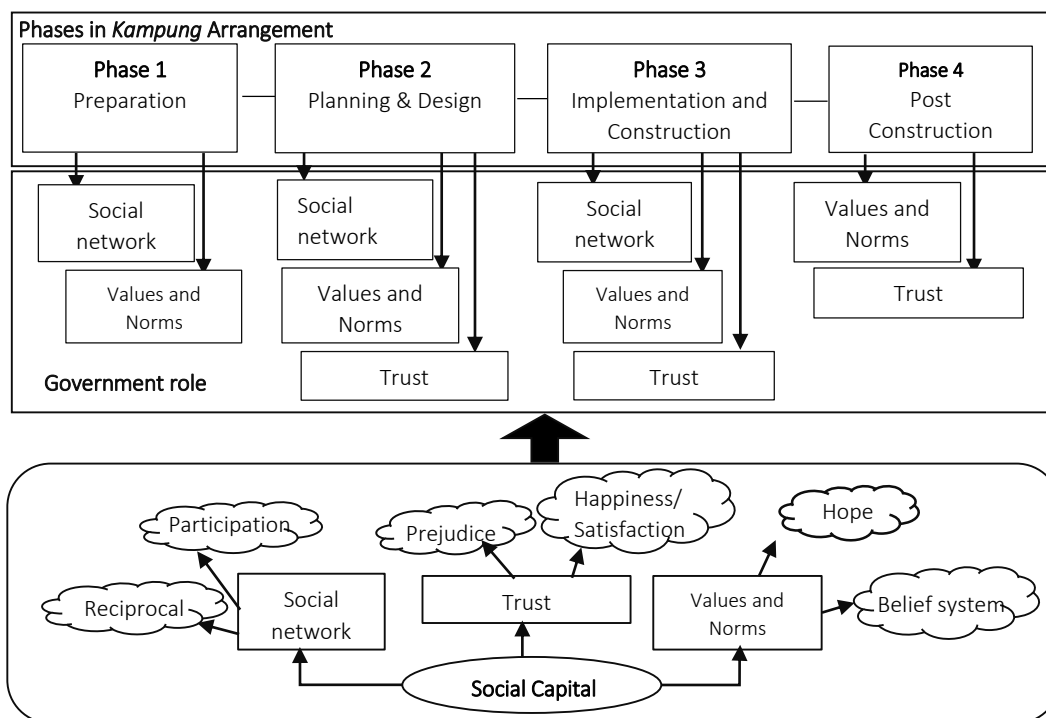 Phases in Kampung Arrangement
Phase 1
Preparation
Phase 2
Planning & Design
Phase 3
Implementation and
Construction
Phase 4
Post
Construction
Social
network
Values and
Norms
Social
network
Values and
Norms
Trust
Social
network
Values and
Norms
Trust
Values and
Norms
Trust
Government role
Participation
Reciprocal
Social
network
Prejudice
Happiness/
Satisfaction
Trust
Hope
Values and
Norms
Belief system
Social Capital